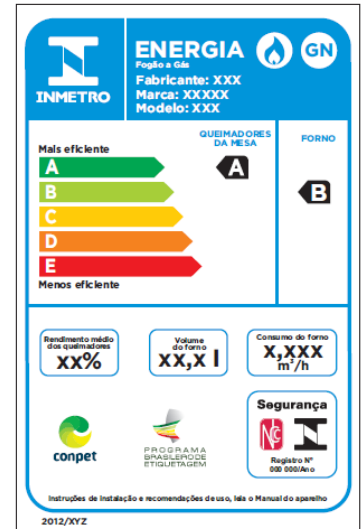 INMETRO
ENERGIA
GN
Fogão a Gás
Fabricante: XXX
Marca: XXXXX
Modelo: XXX
QUEIMADORES
DA MESA
FORNO
Mais eficiente
A
B
C
D
E
Menos eficiente
A
B
Rendimento médio
dos queimadores
xx%
Volume
do forno
xx,x l
Consumo do forno
x,xxx
m³/h
conpet
PROGRAMA
BRASILEIRO DE
ETIQUETAGEM
Segurança
NCC
Registro Nº
000 000/Ano
Instruções de instalação e recomendações de uso, leia o Manual do aparelho
2012/XYZ